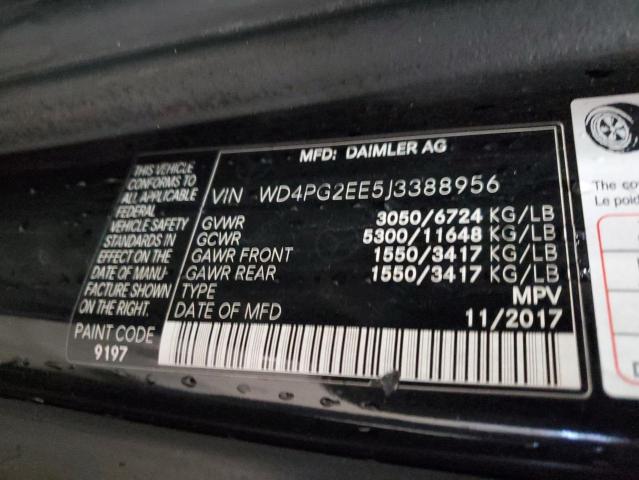 MFD: DAIMLER AG
THIS VEHICLE
CONFORMS TO
ALL APPLICABLE
FEDERAL
VEHICLE SAFETY
STANDARDS IN
EFFECT ON THE
DATE OF MANU-
FACTURE SHOWN
ON THE RIGHT.
PAINT CODE
9197
VIN WD4PG2EE5J3388956
GVWR 3050/6724 KG/LB
GCWR 5300/11648 KG/LB
GAWR FRONT 1550/3417 KG/LB
GAWR REAR 1550/3417 KG/LB
TYPE MPV
DATE OF MFD 11/2017
The co
Le poid